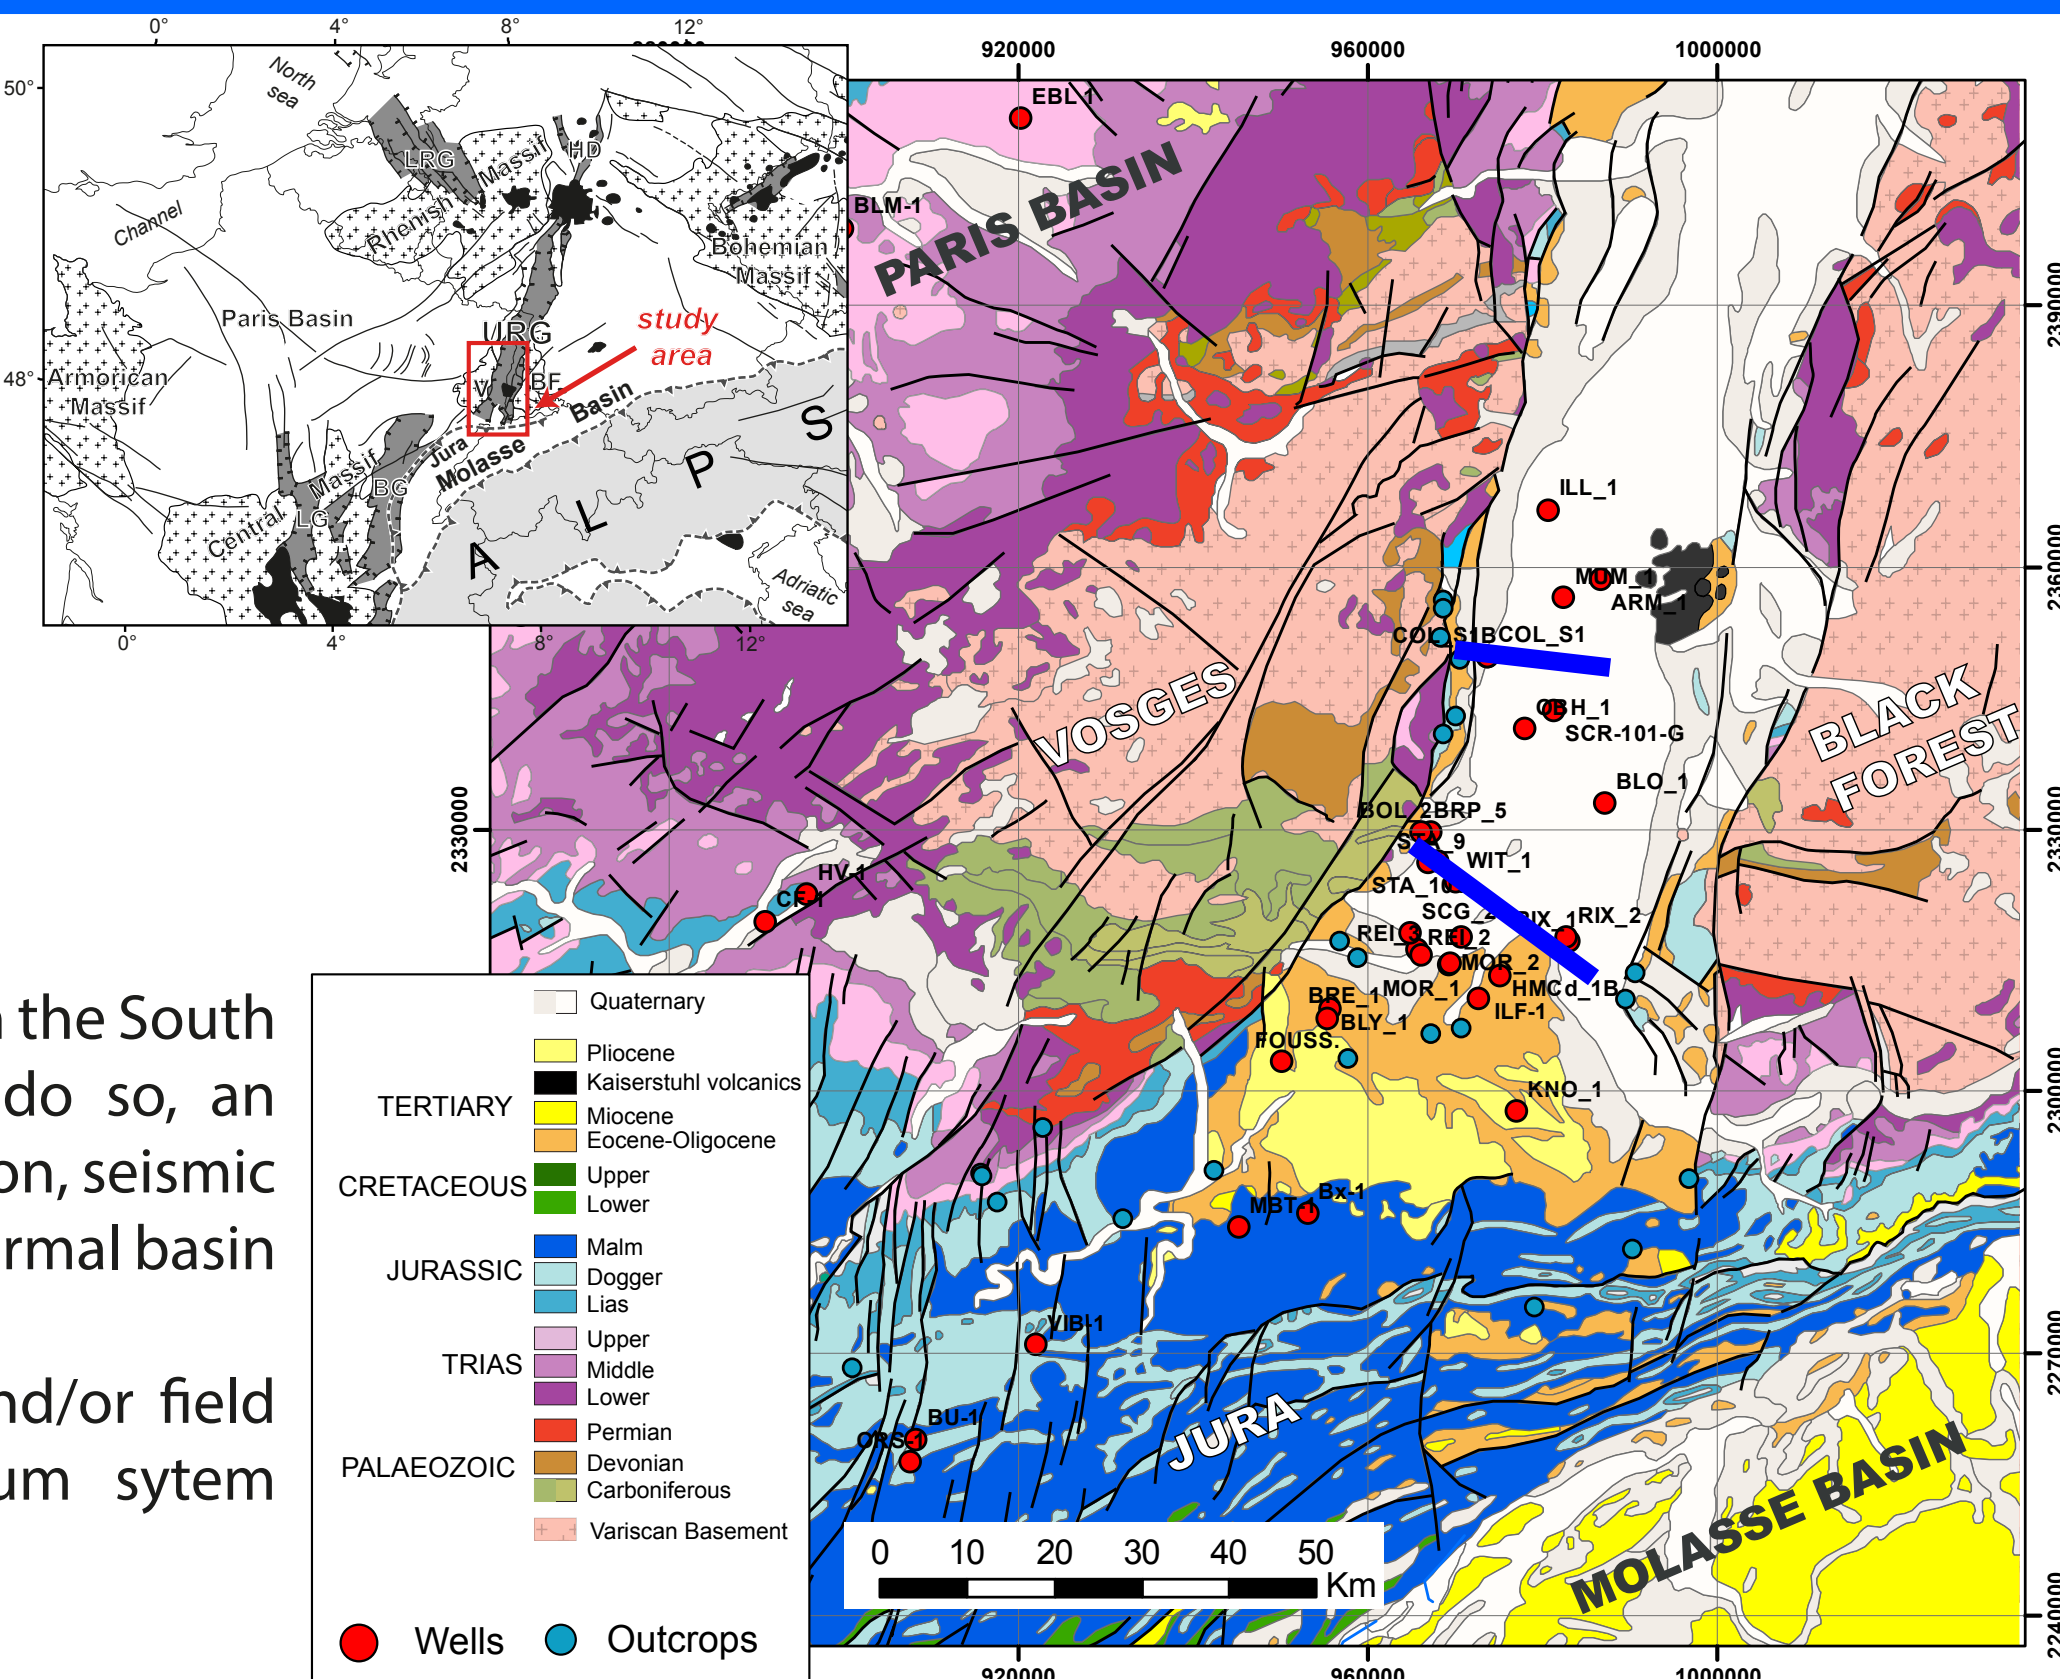 0°
4°
8°
12°
50°
48°
0°
4°
8°
12°
North
sea
Channel
LRG
HD
Rhenish Massif
Bohemian
Massif
Paris Basin
URG
study
area
Armorican
Massif
V
BF
Jura
Molasse Basin
Central Massif
BG
LG
A L P S
Adriatic
sea
920000
960000
1000000
EBL 1
BLM-1
PARIS BASIN
2390000
ILL_1
2360000
MUM_1
ARM_1
COL_S1B
COL_S1
VOSGES
OBH_1
SCR-101-G
BLACK
FOREST
BLO_1
2330000
2330000
BOL_2
BRP_5
STA_9
WIT_1
HV-1
CF-1
STA_10
SCG_2
RIX_1
RIX_2
REI_3
REI_2
MOR_2
MOR_1
HMCd_1B
BRE_1
ILF-1
BLY_1
FOUSS.
KNO_1
2300000
MBT-1
Bx-1
VIB-1
2270000
BU-1
ORS-1
JURA
MOLASSE BASIN
2240000
0 10 20 30 40 50
Km
920000
960000
1000000
the South
do so, an
on, seismic
rmal basin
nd/or field
um sytem
Quaternary
TERTIARY
Pliocene
Kaiserstuhl volcanics
Miocene
Eocene-Oligocene
CRETACEOUS
Upper
Lower
JURASSIC
Malm
Dogger
Lias
TRIAS
Upper
Middle
Lower
PALAEOZOIC
Permian
Devonian
Carboniferous
Variscan Basement
Wells
Outcrops